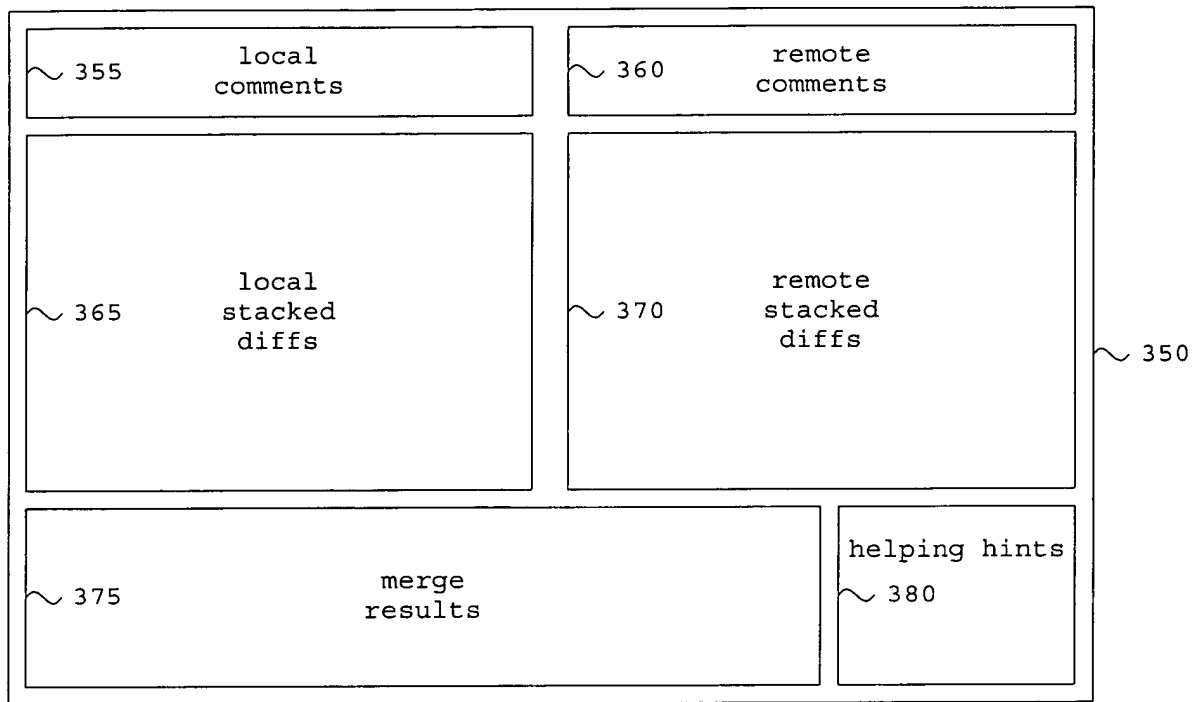 local
355
comments
remote
360
comments
local
365 stacked
diffs
remote
370 stacked
diffs
350
merge
375
results
helping hints
380